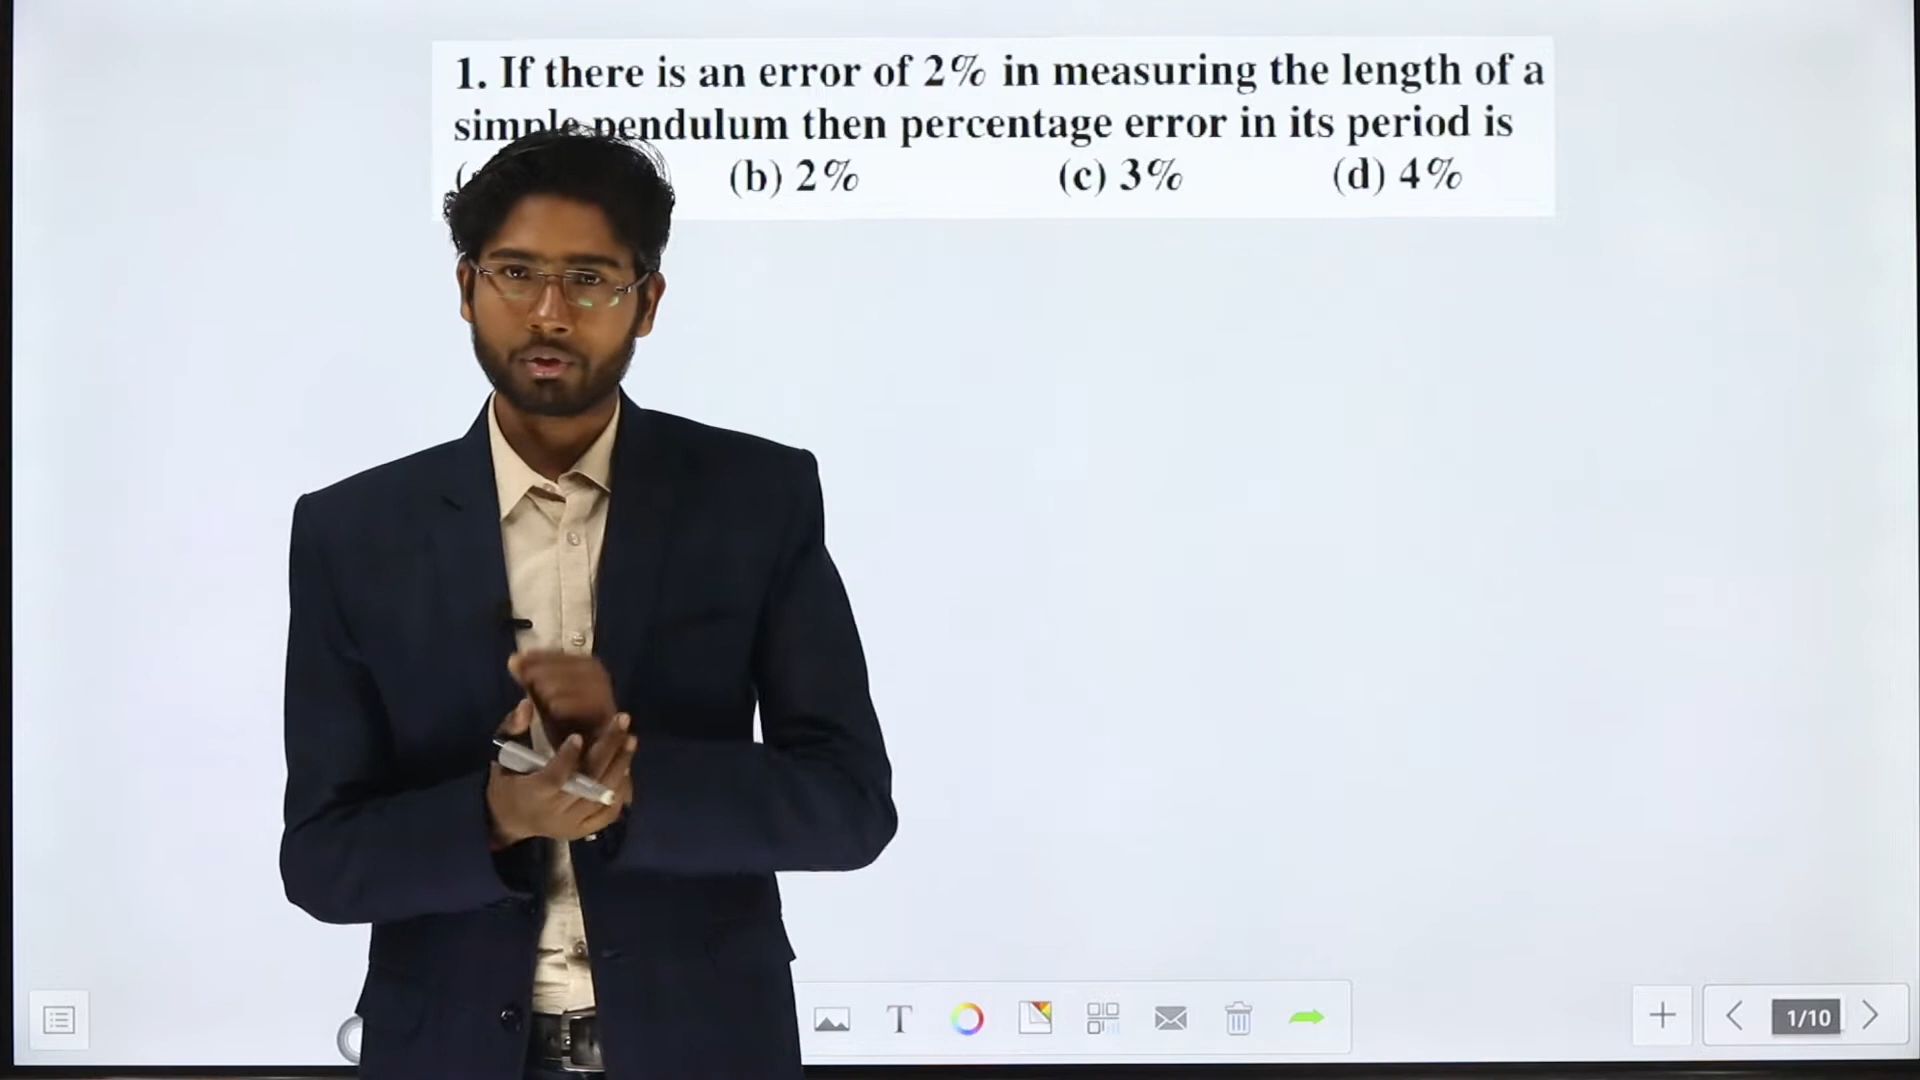 1. If there is an error of 2% in measuring the length of a
simple pendulum then percentage error in its period is
(b) 2% (c) 3% (d) 4%
T
1/10